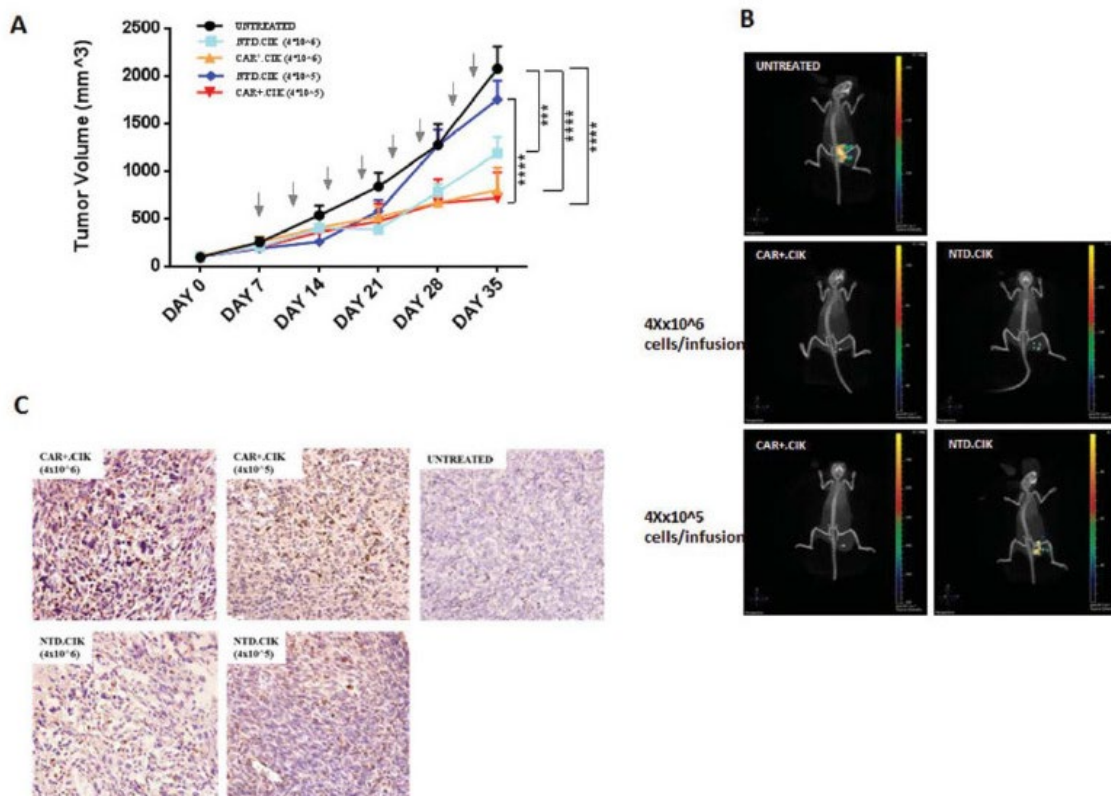 A
UNTREATED
NTD.CIK (4*10^6)
CAR+.CIK (4*10^6)
NTD.CIK (4*10^5)
CAR+.CIK (4*10^5)
Tumor Volume (mm^3)
2500
2000
1500
1000
500
0
DAY 0
DAY 7
DAY 14
DAY 21
DAY 28
DAY 35
****
***
****
****
B
UNTREATED
4Xx10^6
cells/infusion
CAR+.CIK
NTD.CIK
4Xx10^5
cells/infusion
CAR+.CIK
NTD.CIK
C
CAR+.CIK
(4x10^6)
CAR+.CIK
(4x10^5)
UNTREATED
NTD.CIK
(4x10^6)
NTD.CIK
(4x10^5)